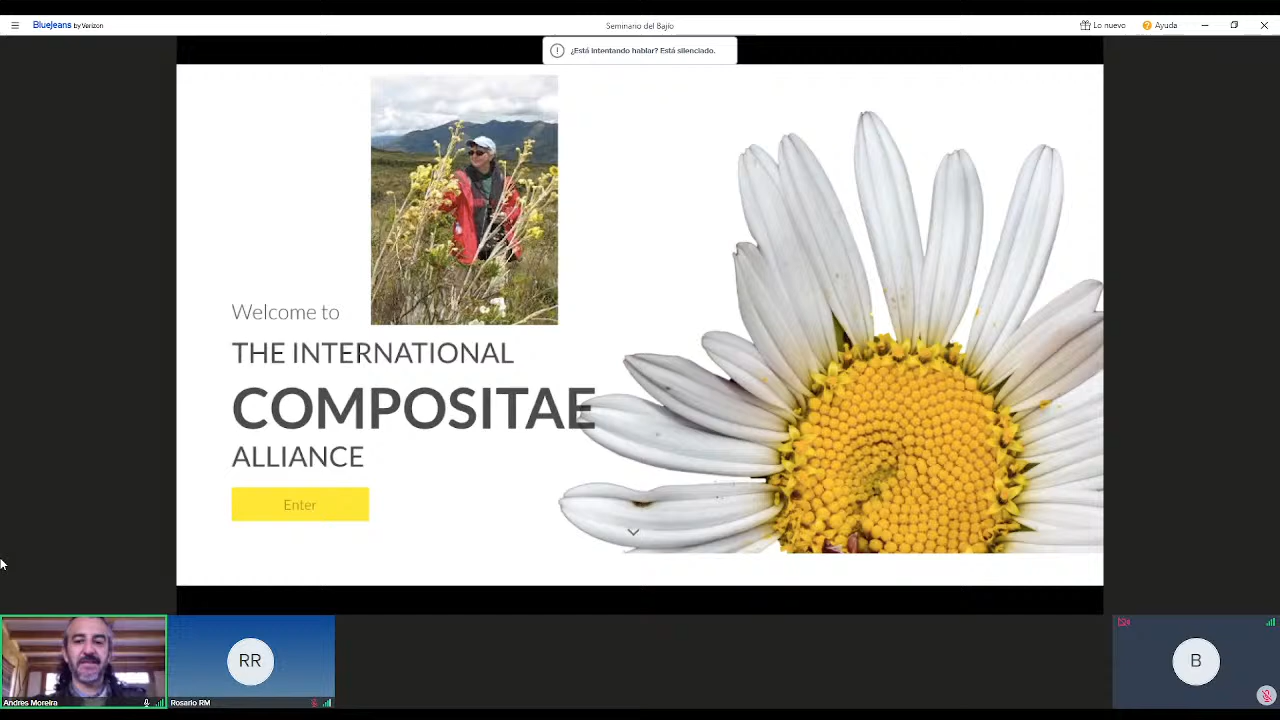 BlueJeans by Verizon
Seminario del Bajío
Lo nuevo
Ayuda
¿Está intentando hablar? Está silenciado.
Welcome to
THE INTERNATIONAL
COMPOSITAE
ALLIANCE
Enter
RR
B
Andres Moreira
Rosario RM